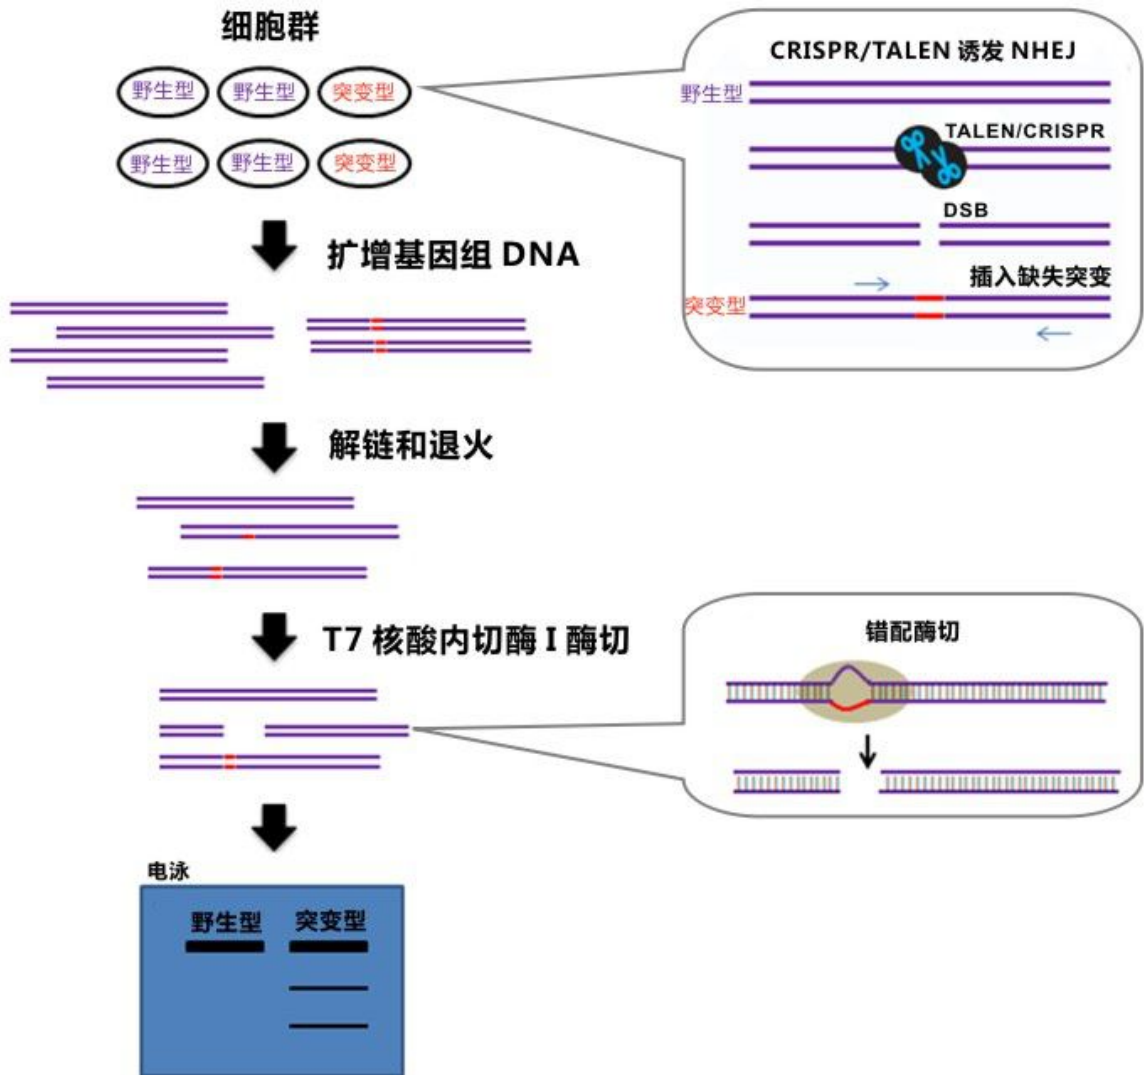 细胞群
野生型 野生型 突变型
野生型 野生型 突变型
CRISPR/TALEN 诱发 NHEJ
野生型
TALEN/CRISPR
DSB
插入缺失突变
突变型
扩增基因组 DNA
解链和退火
T7 核酸内切酶 I 酶切
错配酶切
电泳
野生型 突变型